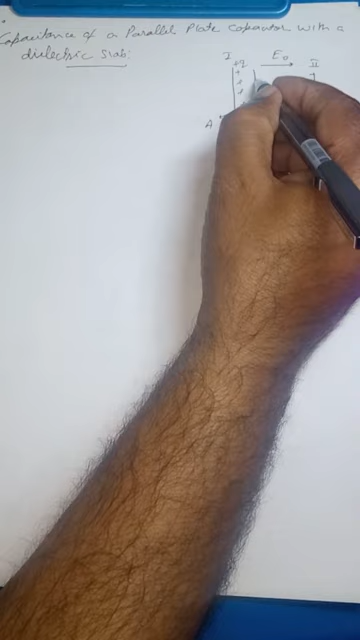 Capacitance of a Parallel Plate Capacitor with a
dielectric Slab:
I +q E₀ II
+ +
+
+
A